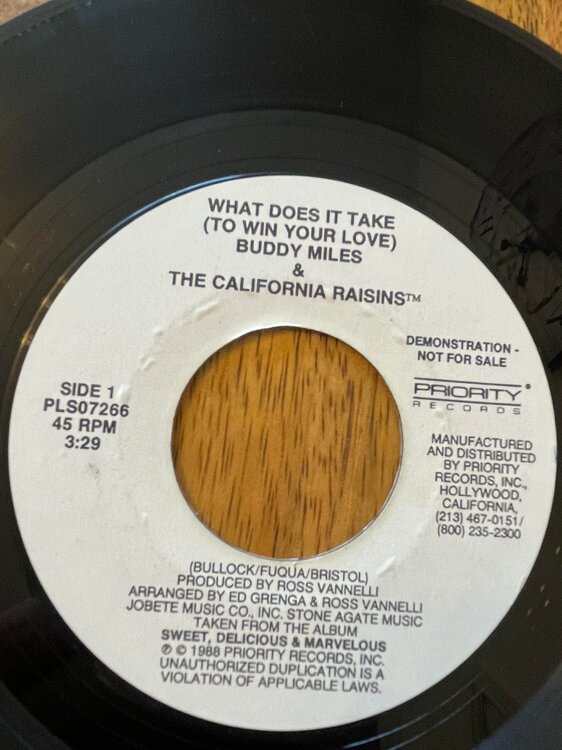 WHAT DOES IT TAKE
(TO WIN YOUR LOVE)
BUDDY MILES
&
THE CALIFORNIA RAISINS™
DEMONSTRATION -
NOT FOR SALE
SIDE 1
PLS07266
45 RPM
3:29
PRIORITY®
RECORDS
MANUFACTURED
AND DISTRIBUTED
BY PRIORITY
RECORDS, INC.,
HOLLYWOOD,
CALIFORNIA,
(213) 467-0151/
(800) 235-2300
(BULLOCK/FUQUA/BRISTOL)
PRODUCED BY ROSS VANNELLI
ARRANGED BY ED GRENGA & ROSS VANNELLI
JOBETE MUSIC CO., INC. STONE AGATE MUSIC
TAKEN FROM THE ALBUM
SWEET, DELICIOUS & MARVELOUS
℗ © 1988 PRIORITY RECORDS, INC.
UNAUTHORIZED DUPLICATION IS A
VIOLATION OF APPLICABLE LAWS.